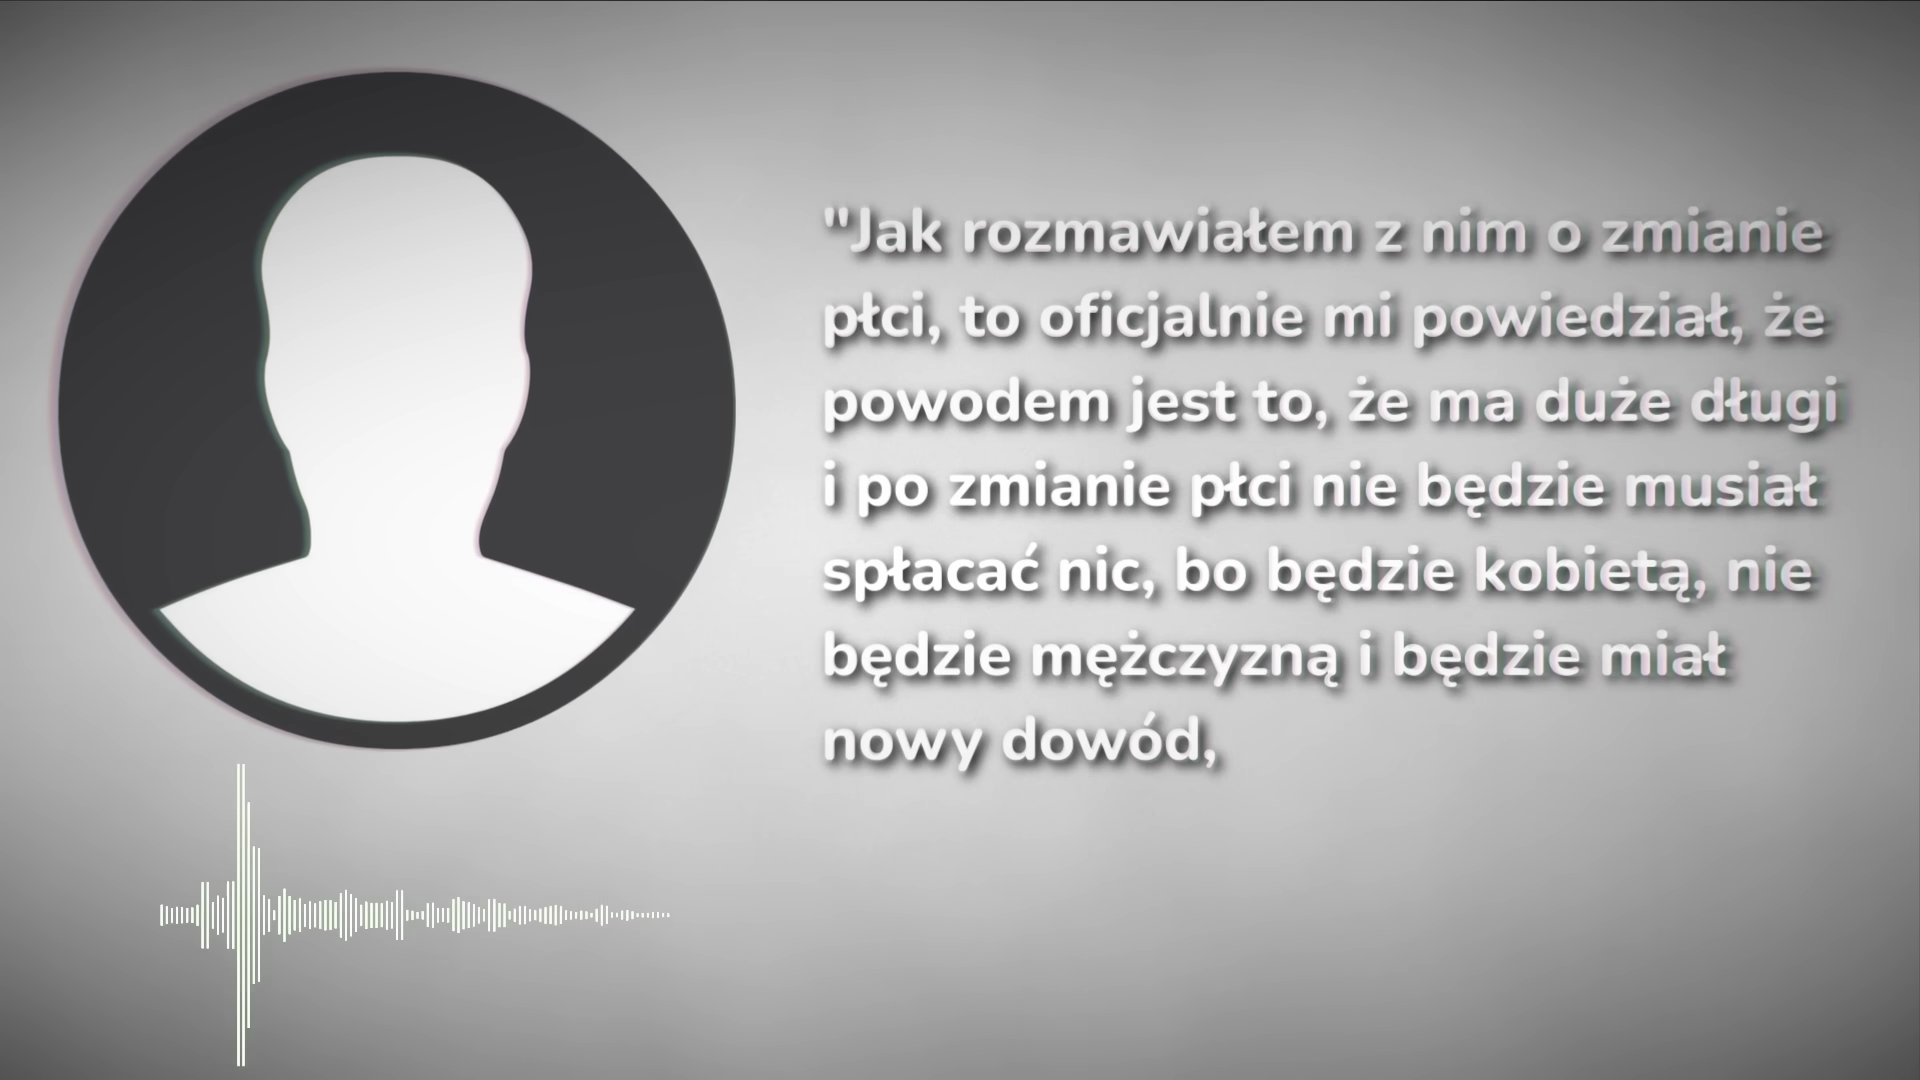 "Jak rozmawiałem z nim o zmianie
płci, to oficjalnie mi powiedział, że
powodem jest to, że ma duże długi
i po zmianie płci nie będzie musiał
spłacać nic, bo będzie kobietą, nie
będzie mężczyzną i będzie miał
nowy dowód,